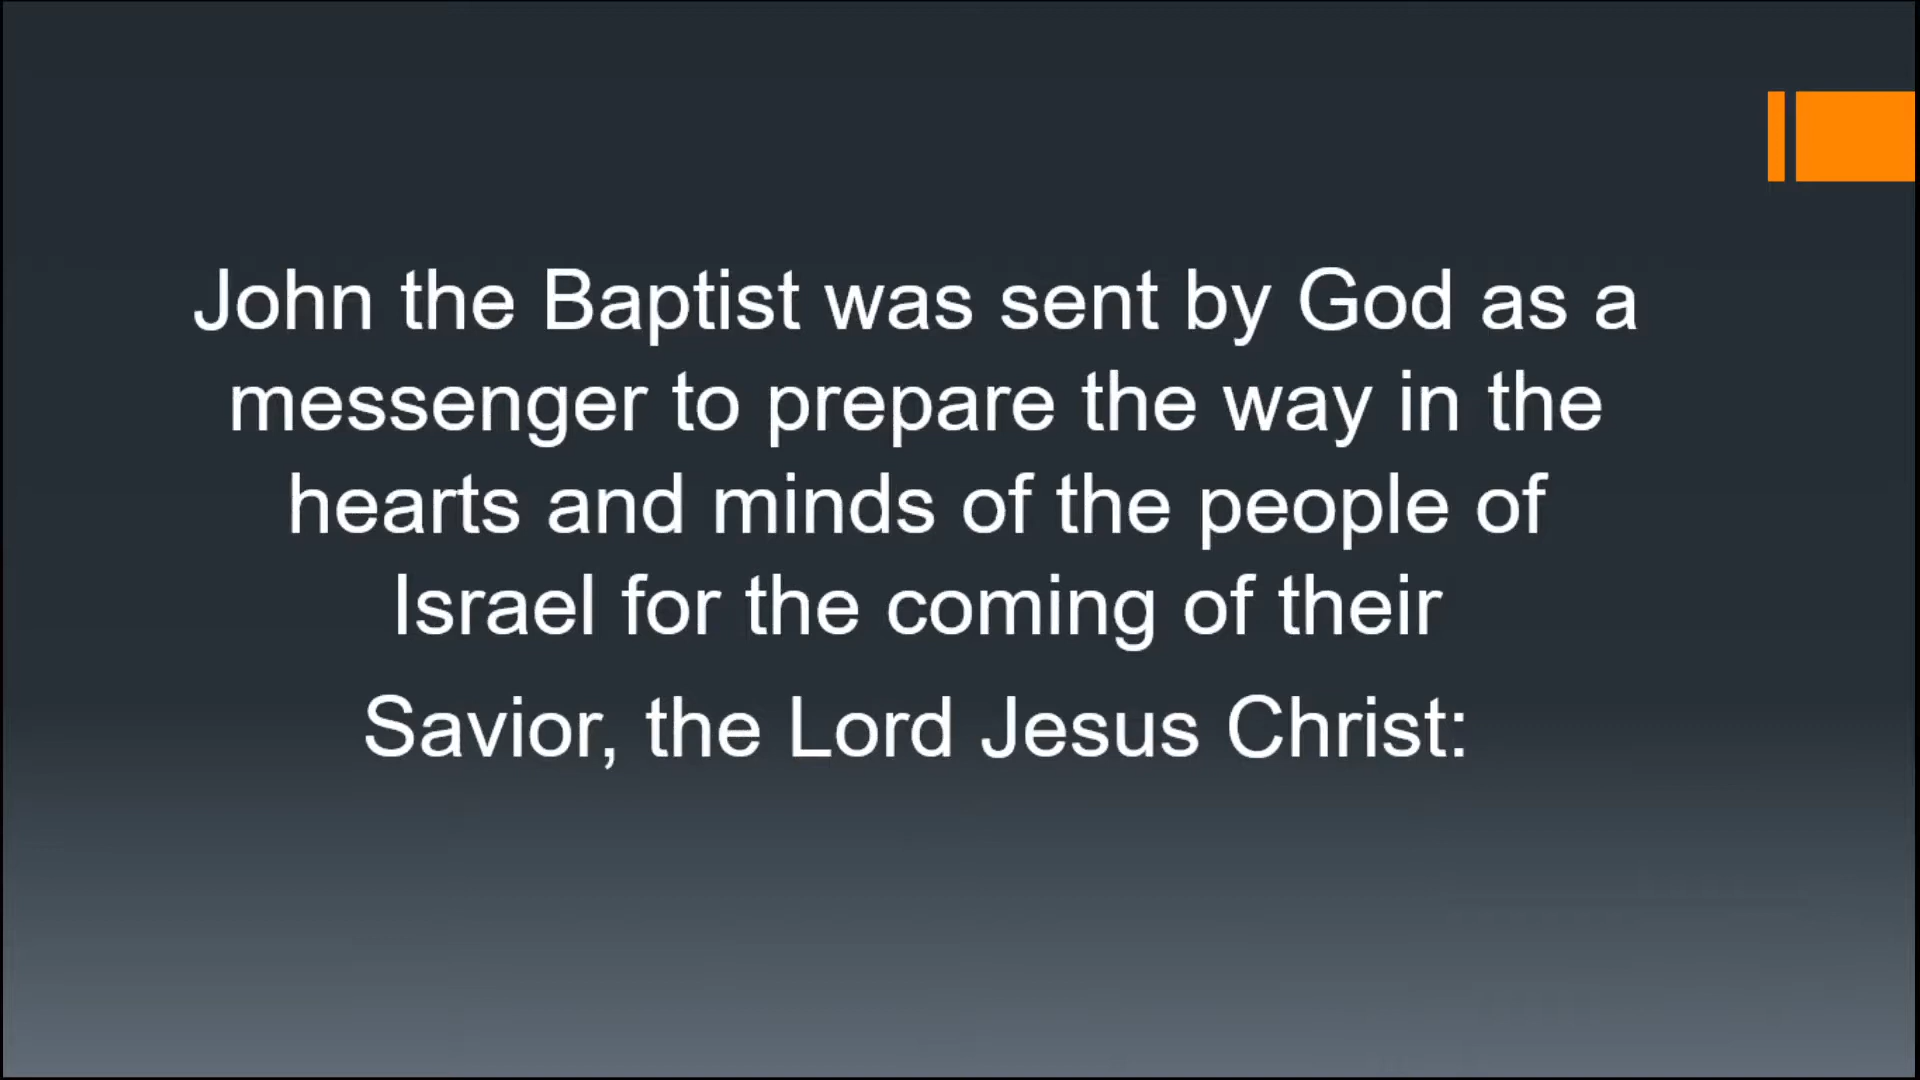 John the Baptist was sent by God as a
messenger to prepare the way in the
hearts and minds of the people of
Israel for the coming of their
Savior, the Lord Jesus Christ: